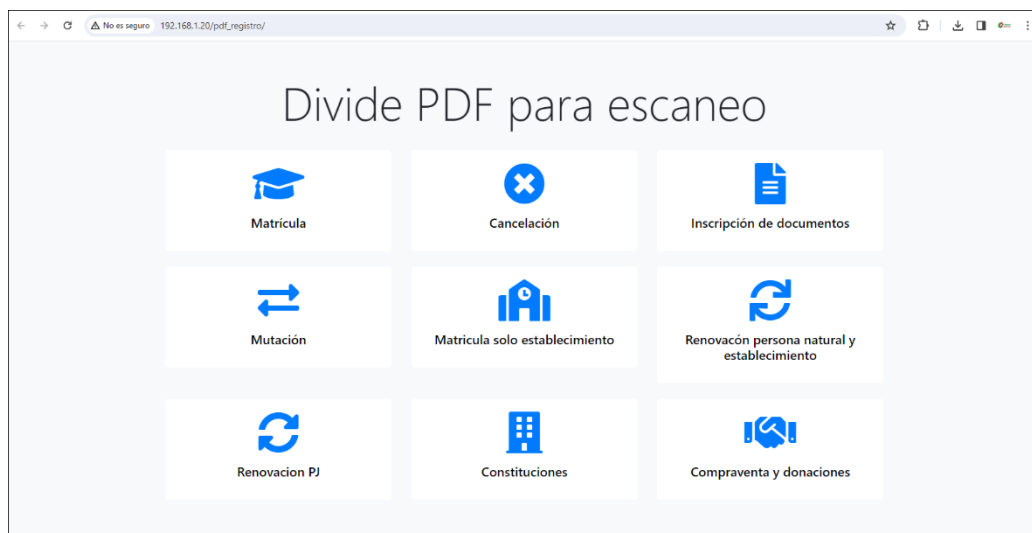 No es seguro 192.168.1.20/pdf_registro/
Divide PDF para escaneo
Matrícula
Cancelación
Inscripción de documentos
Mutación
Matricula solo establecimiento
Renovacón persona natural y
establecimiento
Renovacion PJ
Constituciones
Compraventa y donaciones